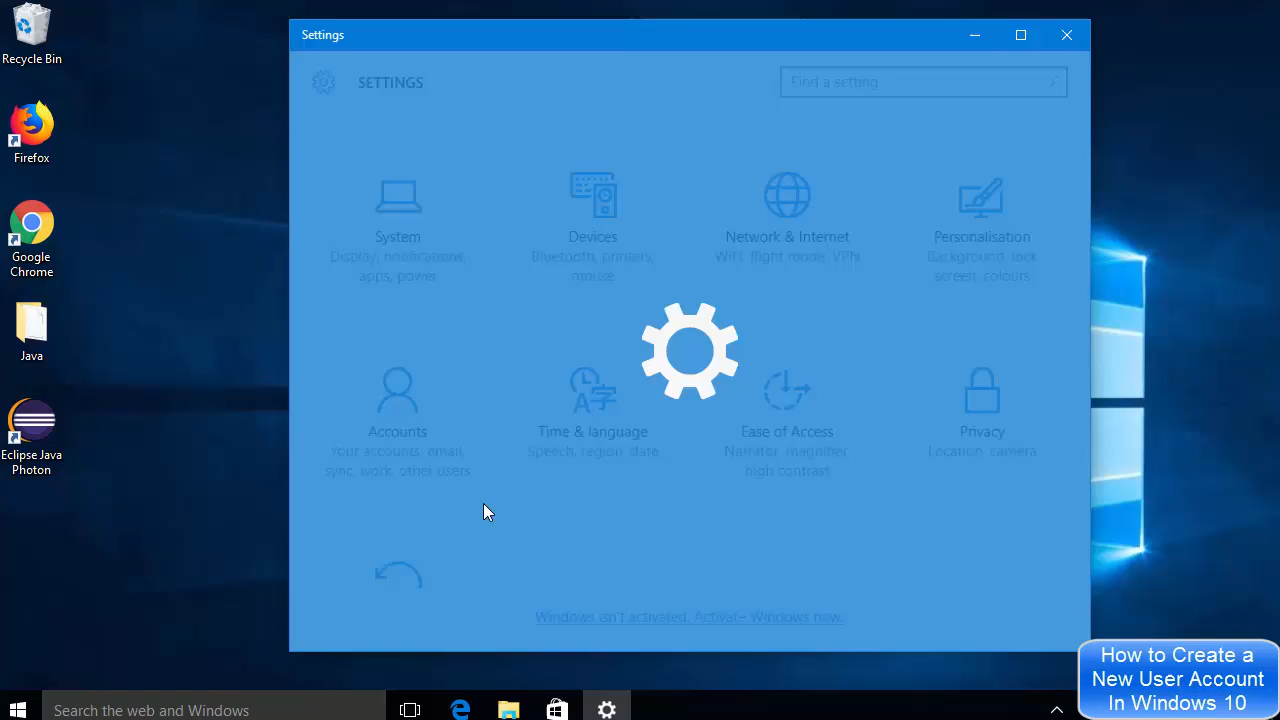 Recycle Bin
Firefox
Google
Chrome
Java
Eclipse Java
Photon
Settings
SETTINGS
Find a setting
System
Display, notifications,
apps, power
Devices
Bluetooth, printers,
mouse
Network & Internet
WiFi, flight mode, VPN
Personalisation
Background, lock
screen, colours
Accounts
Your accounts, email,
sync, work, other users
Time & language
Speech, region, date
Ease of Access
Narrator, magnifier,
high contrast
Privacy
Location, camera
Windows isn't activated. Activate Windows now.
Search the web and Windows
How to Create a
New User Account
In Windows 10